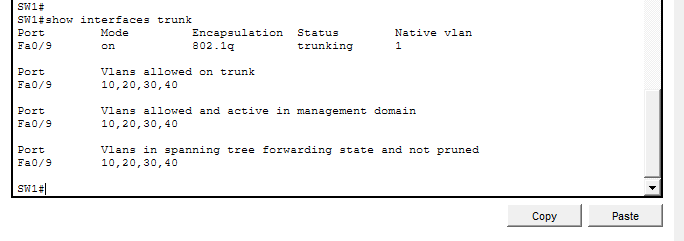 SW1#
SW1#show interfaces trunk
Port        Mode         Encapsulation  Status        Native vlan
Fa0/9       on           802.1q         trunking      1
Port        Vlans allowed on trunk
Fa0/9       10,20,30,40
Port        Vlans allowed and active in management domain
Fa0/9       10,20,30,40
Port        Vlans in spanning tree forwarding state and not pruned
Fa0/9       10,20,30,40
SW1#
Copy Paste